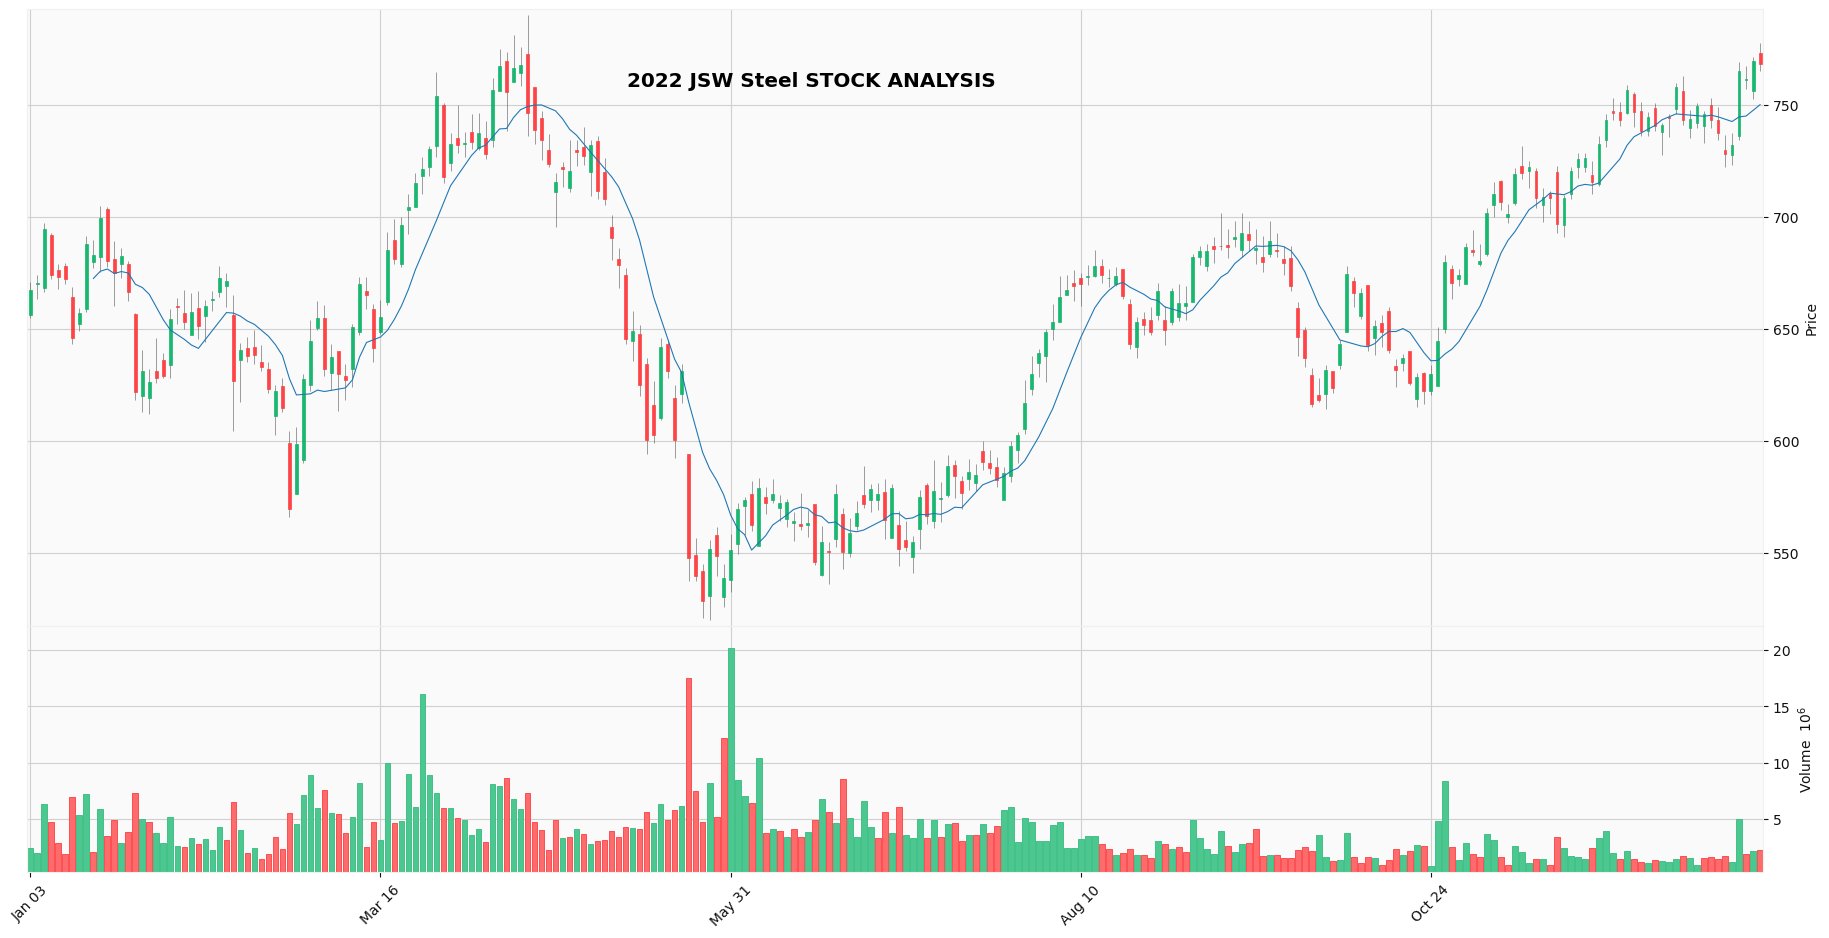 2022 JSW Steel STOCK ANALYSIS
750
700
650
600
550
Price
20
15
10
5
Volume 10^6
Jan 03
Mar 16
May 31
Aug 10
Oct 24